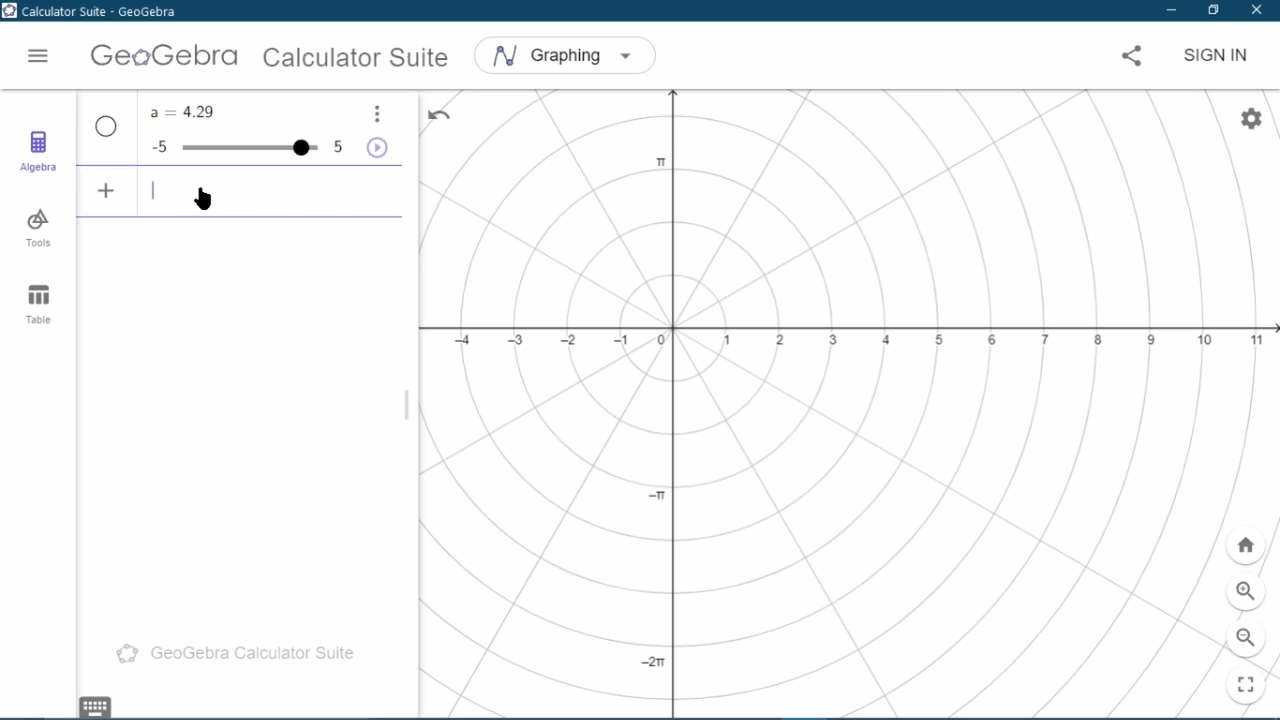 Calculator Suite - GeoGebra
GeoGebra Calculator Suite Graphing SIGN IN
a = 4.29
-5 5
Algebra
Tools
Table
π
–4 –3 –2 –1 0 1 2 3 4 5 6 7 8 9 10 11
–π
–2π
GeoGebra Calculator Suite